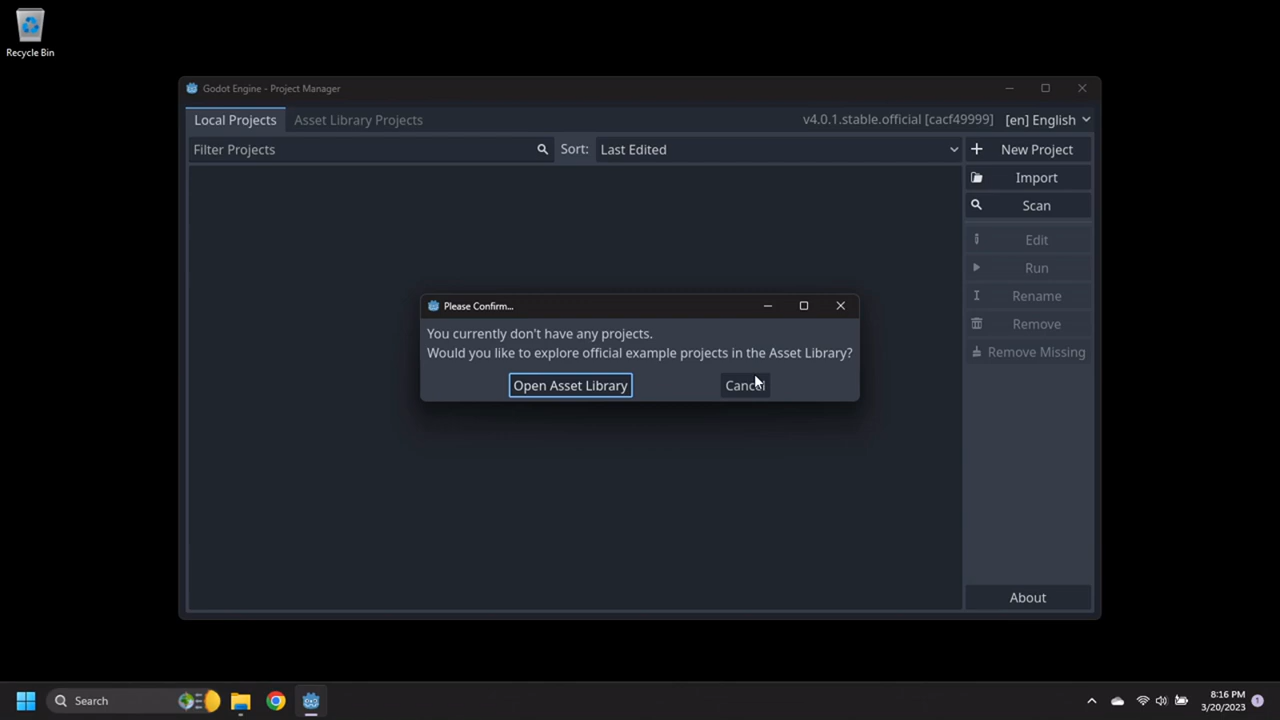 Recycle Bin
Godot Engine - Project Manager
Local Projects
Asset Library Projects
v4.0.1.stable.official [cacf49999]
[en] English
Filter Projects
Sort:
Last Edited
New Project
Import
Scan
Edit
Run
Rename
Remove
Remove Missing
About
Please Confirm...
You currently don't have any projects.
Would you like to explore official example projects in the Asset Library?
Open Asset Library
Cancel
Search
8:16 PM
3/20/2023
1